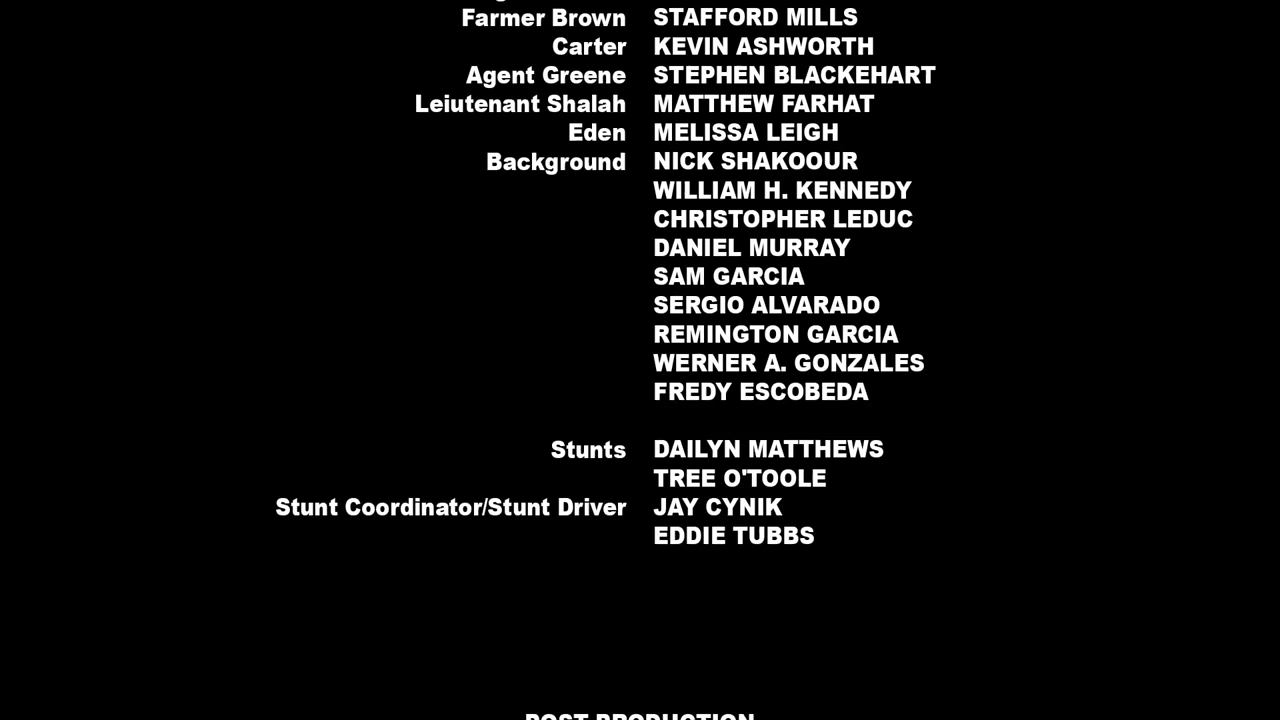 Farmer Brown STAFFORD MILLS
Carter KEVIN ASHWORTH
Agent Greene STEPHEN BLACKEHART
Leiutenant Shalah MATTHEW FARHAT
Eden MELISSA LEIGH
Background NICK SHAKOOUR
WILLIAM H. KENNEDY
CHRISTOPHER LEDUC
DANIEL MURRAY
SAM GARCIA
SERGIO ALVARADO
REMINGTON GARCIA
WERNER A. GONZALES
FREDY ESCOBEDA
Stunts DAILYN MATTHEWS
TREE O'TOOLE
Stunt Coordinator/Stunt Driver JAY CYNIK
EDDIE TUBBS
POST PRODUCTION